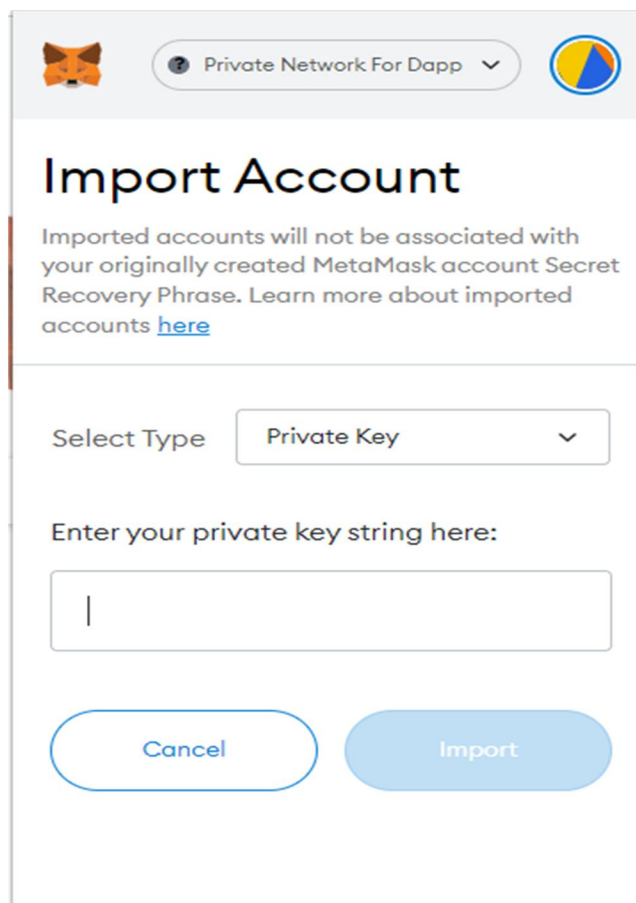 Private Network For Dapp
Import Account
Imported accounts will not be associated with
your originally created MetaMask account Secret
Recovery Phrase. Learn more about imported
accounts here
Select Type Private Key
Enter your private key string here:
Cancel Import